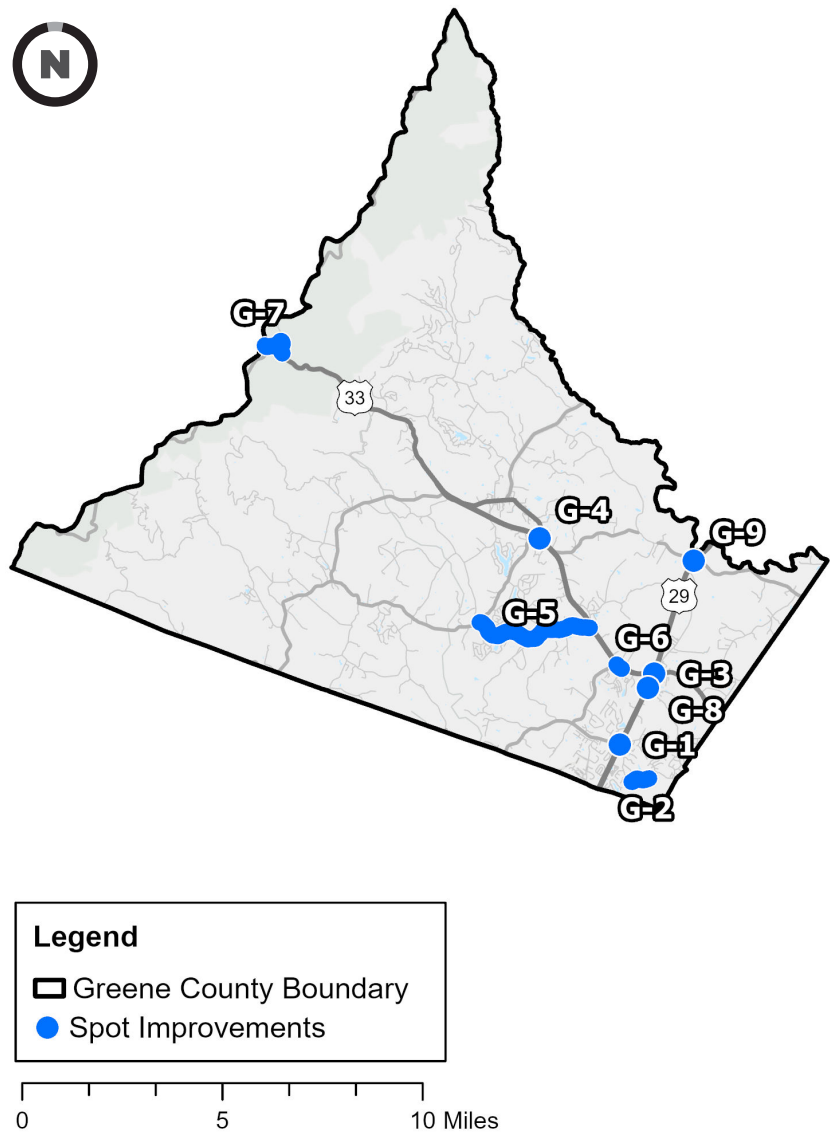 N
G-7
33
G-4
G-9
29
G-5
G-6
G-3
G-8
G-1
G-2
Legend
Greene County Boundary
Spot Improvements
0 5 10 Miles